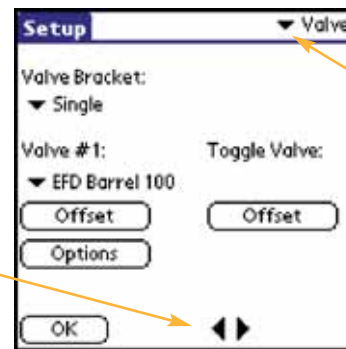 Setup
Valve
Valve Bracket:
Single
Valve #1:
Toggle Valve:
EFD Barrel 100
Offset
Offset
Options
OK